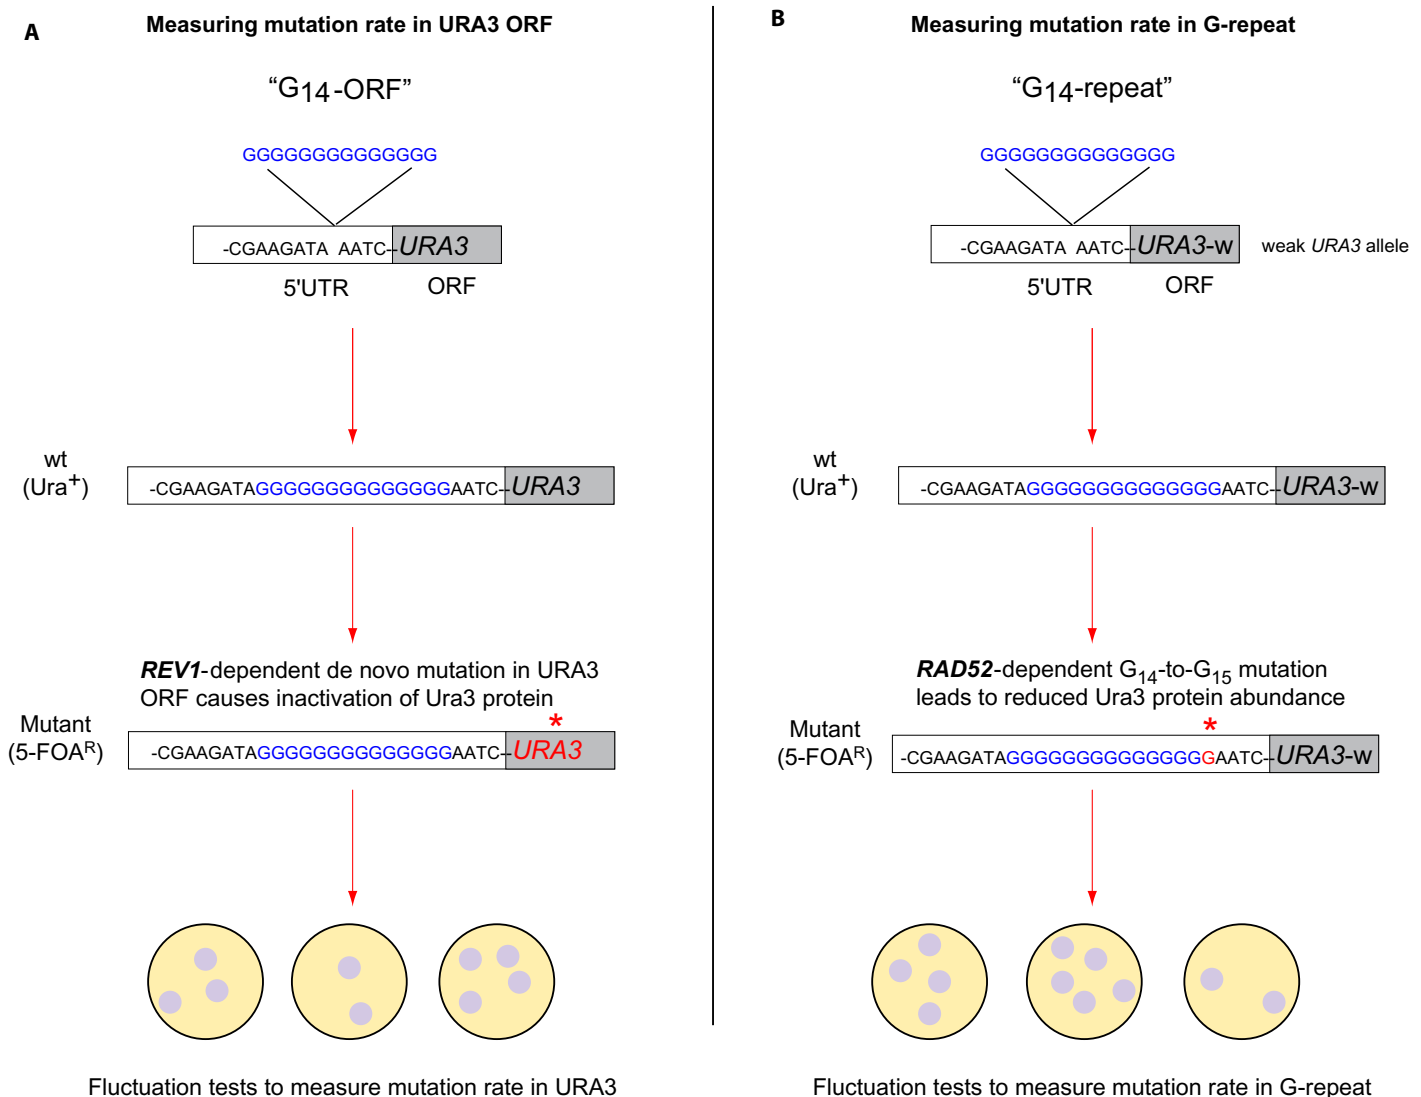 A
Measuring mutation rate in URA3 ORF
“G14-ORF”
GGGGGGGGGGGGGG
-CGAAGATA AATC--URA3
5'UTR
ORF
wt
(Ura+)
-CGAAGATAGGGGGGGGGGGGGGAATC--URA3
REV1-dependent de novo mutation in URA3
ORF causes inactivation of Ura3 protein
Mutant
(5-FOAR)
*
-CGAAGATAGGGGGGGGGGGGGGAATC--URA3
Fluctuation tests to measure mutation rate in URA3
B
Measuring mutation rate in G-repeat
“G14-repeat”
GGGGGGGGGGGGGG
-CGAAGATA AATC--URA3-w
weak URA3 allele
5'UTR
ORF
wt
(Ura+)
-CGAAGATAGGGGGGGGGGGGGGAATC--URA3-w
RAD52-dependent G14-to-G15 mutation
leads to reduced Ura3 protein abundance
Mutant
(5-FOAR)
*
-CGAAGATAGGGGGGGGGGGGGGGAATC--URA3-w
Fluctuation tests to measure mutation rate in G-repeat